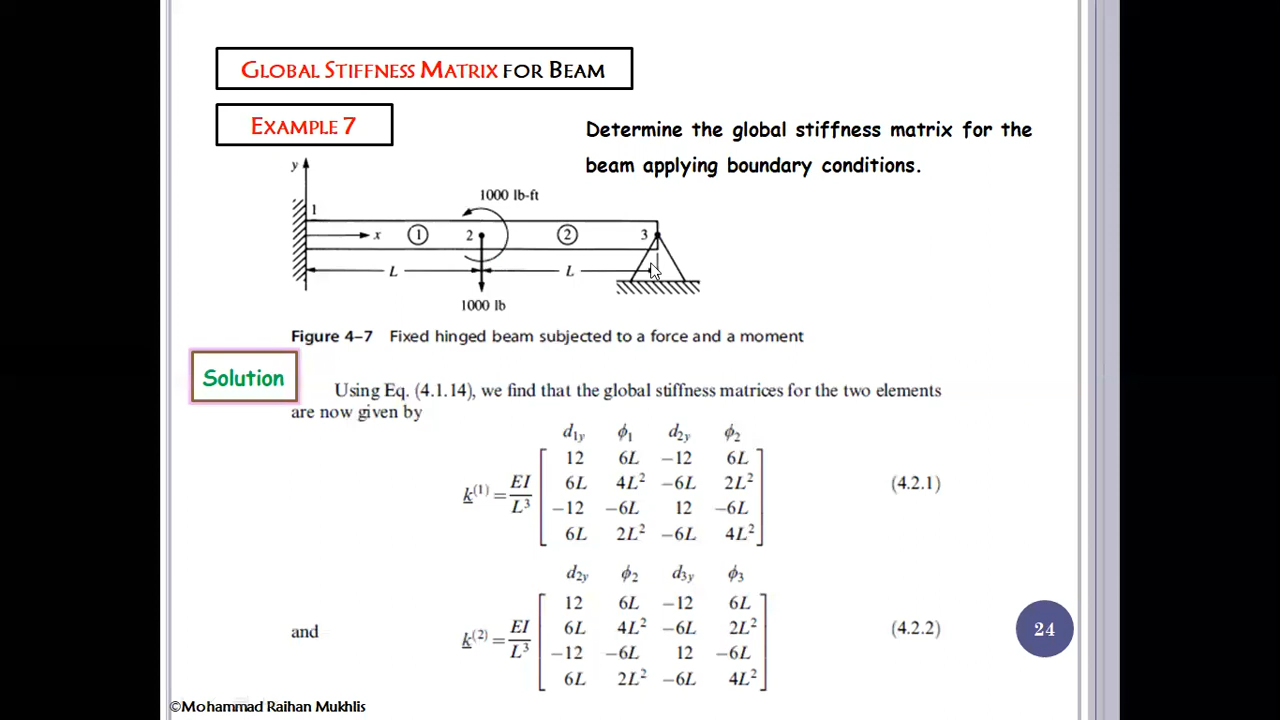 GLOBAL STIFFNESS MATRIX FOR BEAM
EXAMPLE 7
Determine the global stiffness matrix for the
beam applying boundary conditions.
y
1000 lb-ft
1
x ① 2 ② 3
L L
1000 lb
Figure 4–7 Fixed hinged beam subjected to a force and a moment
Solution
Using Eq. (4.1.14), we find that the global stiffness matrices for the two elements
are now given by
d1y ϕ1 d2y ϕ2
12 6L −12 6L
6L 4L² −6L 2L²
k(1) = EI/L³ (4.2.1)
−12 −6L 12 −6L
6L 2L² −6L 4L²
d2y ϕ2 d3y ϕ3
12 6L −12 6L
6L 4L² −6L 2L²
and k(2) = EI/L³ (4.2.2)
−12 −6L 12 −6L
6L 2L² −6L 4L²
24
©Mohammad Raihan Mukhlis